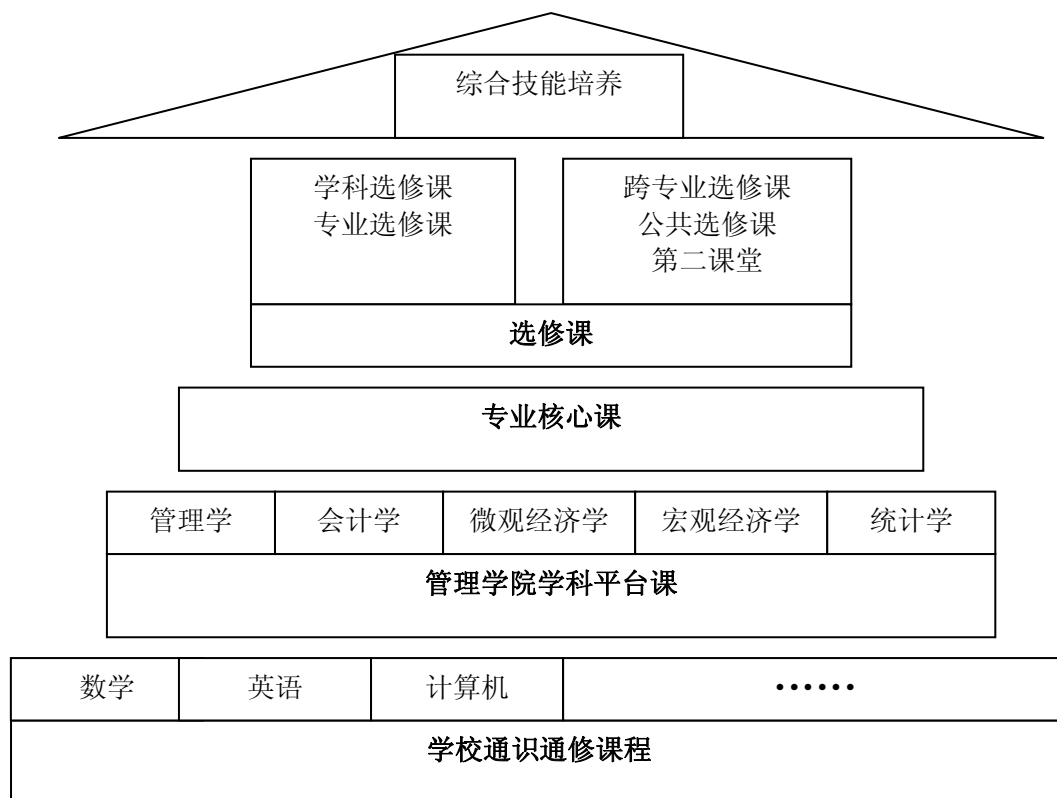 综合技能培养
学科选修课
专业选修课
跨专业选修课
公共选修课
第二课堂
选修课
专业核心课
管理学 会计学 微观经济学 宏观经济学 统计学
管理学院学科平台课
数学 英语 计算机 ••••••
学校通识通修课程